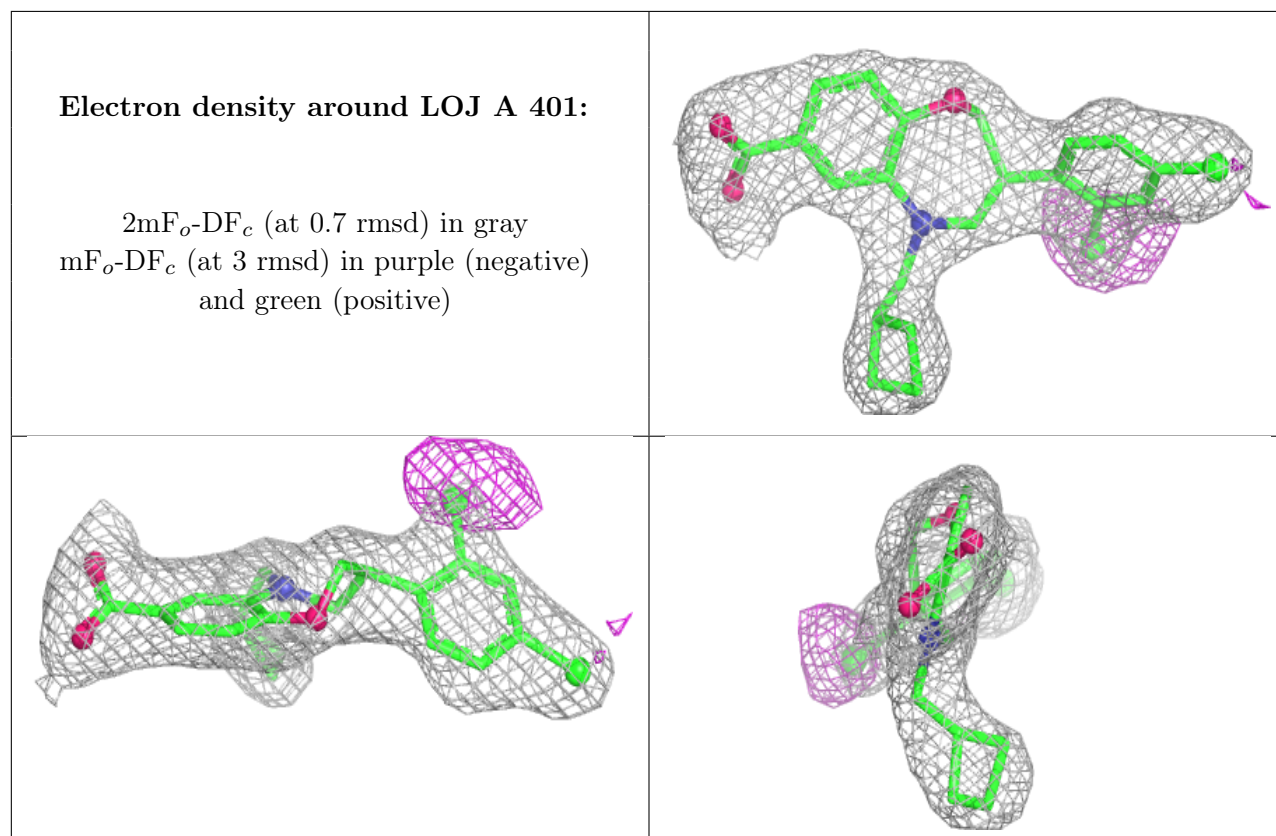 Electron density around LOJ A 401:
2mFo-DFc (at 0.7 rmsd) in gray
mFo-DFc (at 3 rmsd) in purple (negative)
and green (positive)